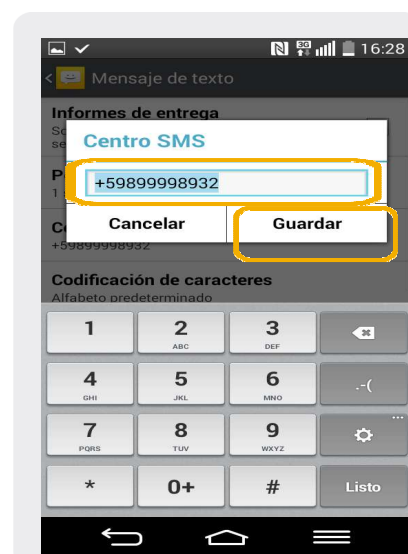 3G 16:28
< Mensaje de texto
Informes de entrega
Centro SMS
+59899998932
Cancelar Guardar
+59899998932
Codificación de caracteres
Alfabeto predeterminado
1 2 3
ABC DEF
4 5 6 .-(
GHI JKL MNO
7 8 9 ...
PQRS TUV WXYZ
* 0+ # Listo